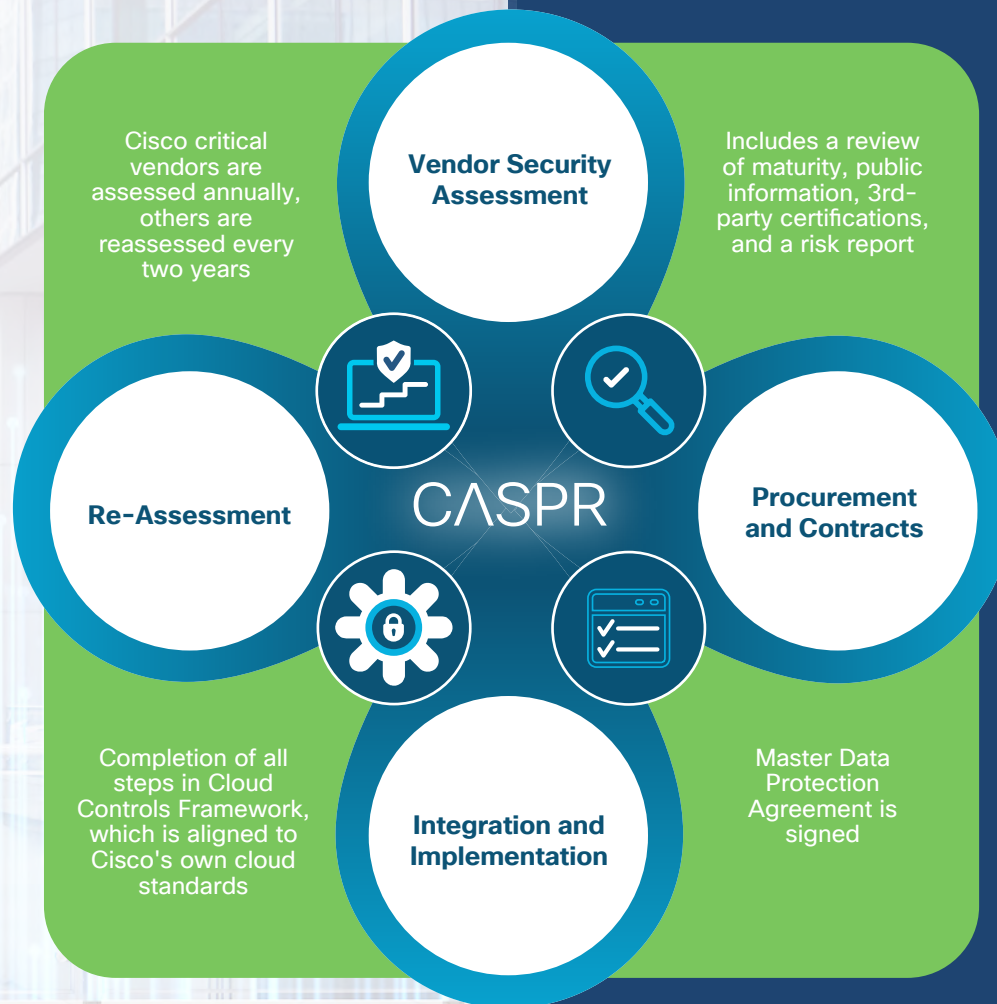 Cisco critical
vendors are
assessed annually,
others are
reassessed every
two years
Vendor Security
Assessment
Includes a review
of maturity, public
information, 3rd-
party certifications,
and a risk report
Re-Assessment
CΛSPR
Procurement
and Contracts
Completion of all
steps in Cloud
Controls Framework,
which is aligned to
Cisco's own cloud
standards
Integration and
Implementation
Master Data
Protection
Agreement is
signed